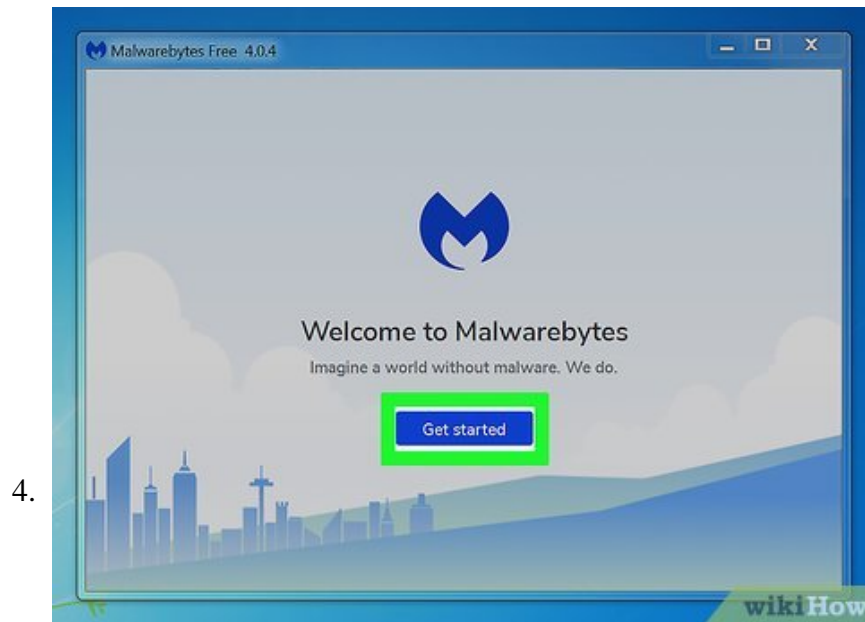 Malwarebytes Free 4.0.4
Welcome to Malwarebytes
Imagine a world without malware. We do.
Get started
4.
wikiHow